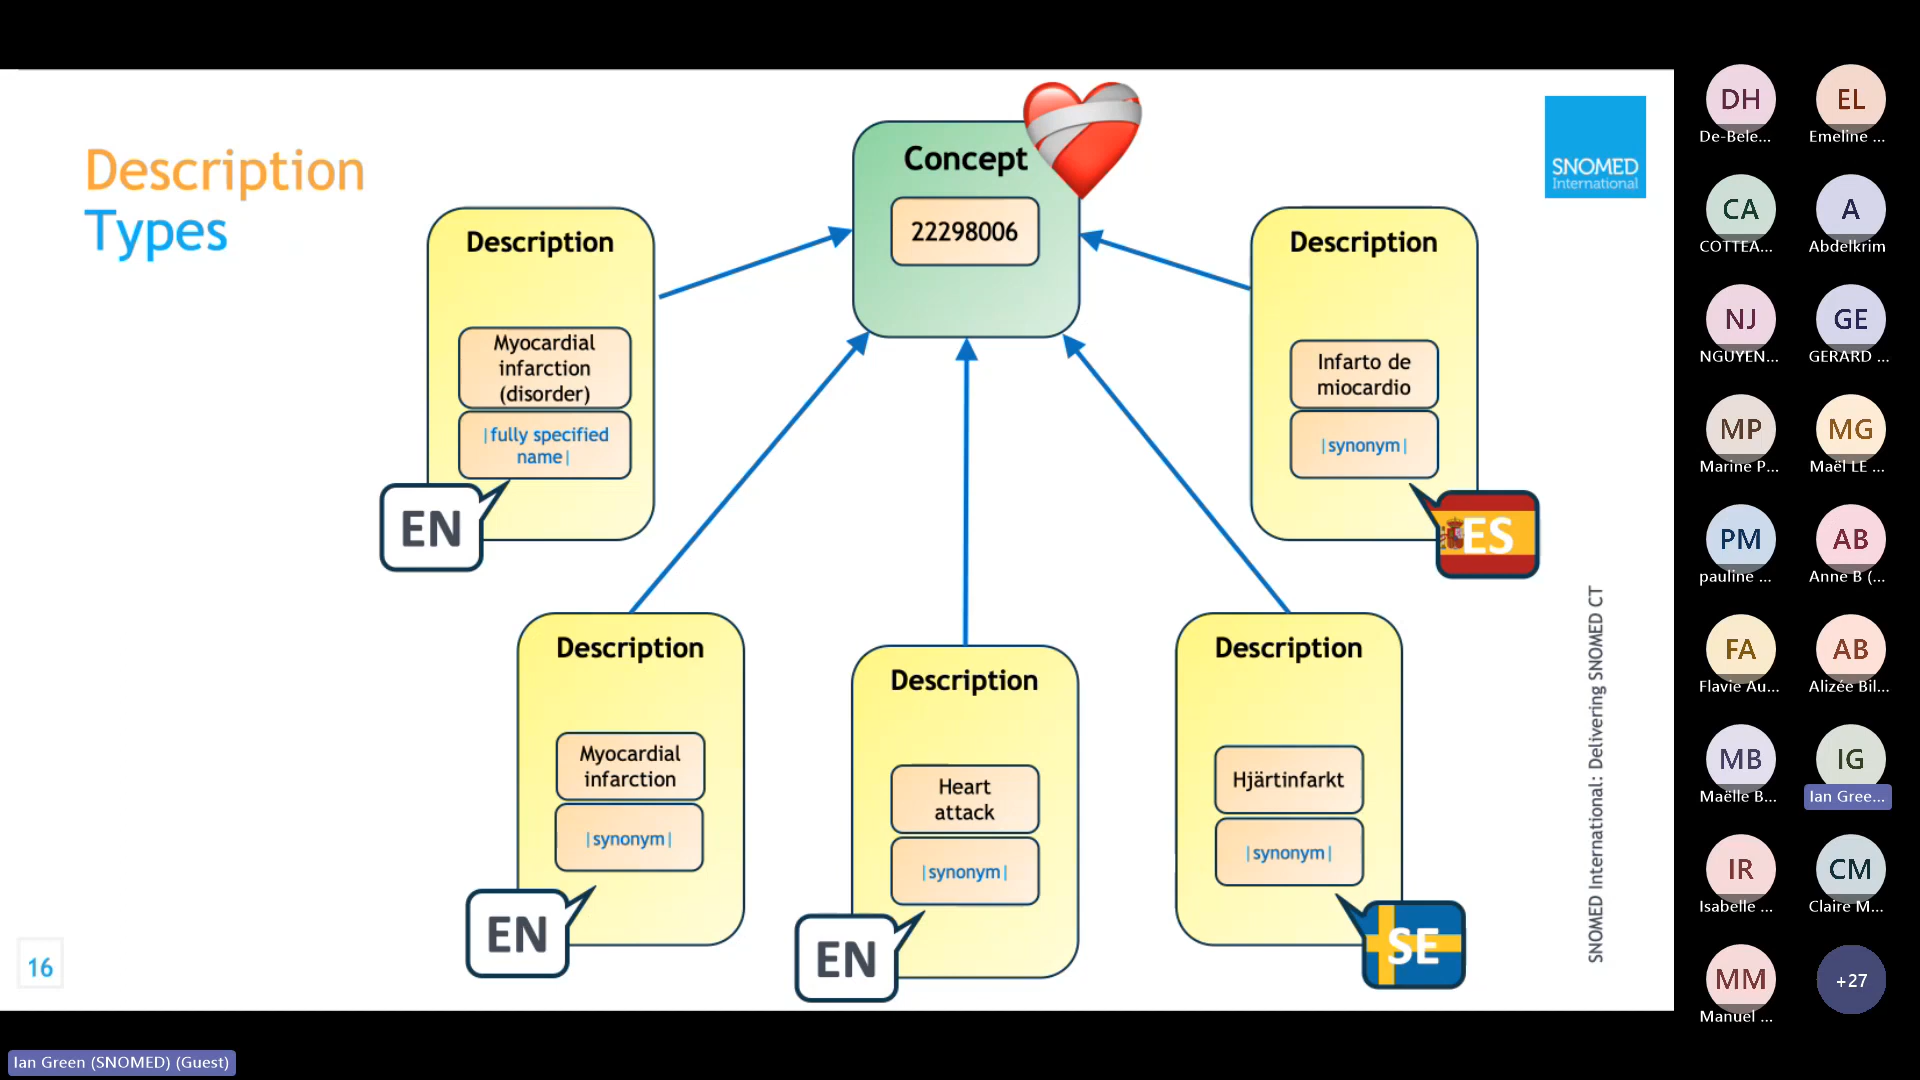 Description
Types
Concept
22298006
SNOMED
International
Description
Myocardial
infarction
(disorder)
|fully specified
name|
EN
Description
Infarto de
miocardio
|synonym|
ES
Description
Myocardial
infarction
|synonym|
EN
Description
Heart
attack
|synonym|
EN
Description
Hjärtinfarkt
|synonym|
SE
SNOMED International: Delivering SNOMED CT
16
DH
De-Bele...
EL
Emeline ...
CA
COTTEA...
A
Abdelkrim
NJ
NGUYEN...
GE
GERARD ...
MP
Marine P...
MG
Maël LE ...
PM
pauline ...
AB
Anne B (...
FA
Flavie Au...
AB
Alizée Bil...
MB
Maëlle B...
IG
Ian Gree...
IR
Isabelle ...
CM
Claire M...
MM
Manuel ...
+27
Ian Green (SNOMED) (Guest)